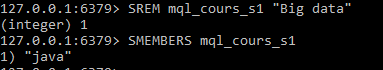 127.0.0.1:6379> SREM mql_cours_s1 "Big data"
(integer) 1
127.0.0.1:6379> SMEMBERS mql_cours_s1
1) "java"